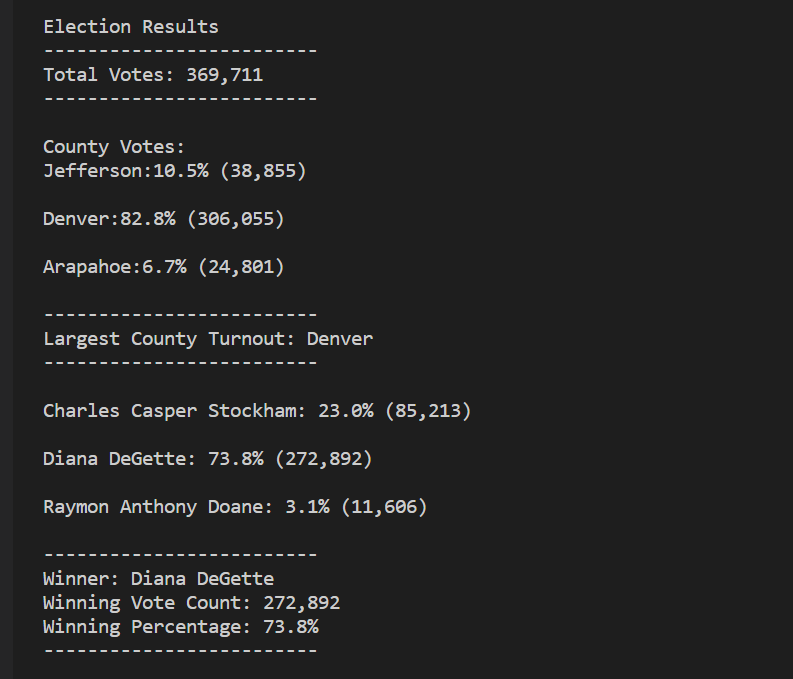 Election Results
-------------------------
Total Votes: 369,711
-------------------------
County Votes:
Jefferson:10.5% (38,855)
Denver:82.8% (306,055)
Arapahoe:6.7% (24,801)
-------------------------
Largest County Turnout: Denver
-------------------------
Charles Casper Stockham: 23.0% (85,213)
Diana DeGette: 73.8% (272,892)
Raymon Anthony Doane: 3.1% (11,606)
-------------------------
Winner: Diana DeGette
Winning Vote Count: 272,892
Winning Percentage: 73.8%
-------------------------